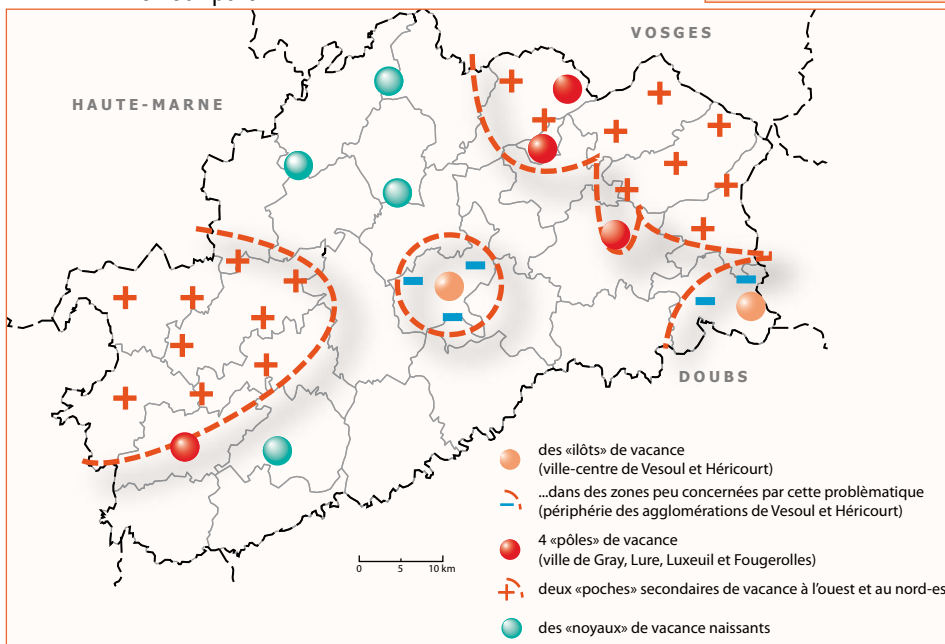 VOSGES
HAUTE-MARNE
DOUBS
des «ilôts» de vacance
(ville-centre de Vesoul et Héricourt)
...dans des zones peu concernées par cette problèmatique
(périphérie des agglomérations de Vesoul et Héricourt)
4 «pôles» de vacance
(ville de Gray, Lure, Luxeuil et Fougerolles)
deux «poches» secondaires de vacance à l'ouest et au nord-es
des «noyaux» de vacance naissants
0 5 10 km